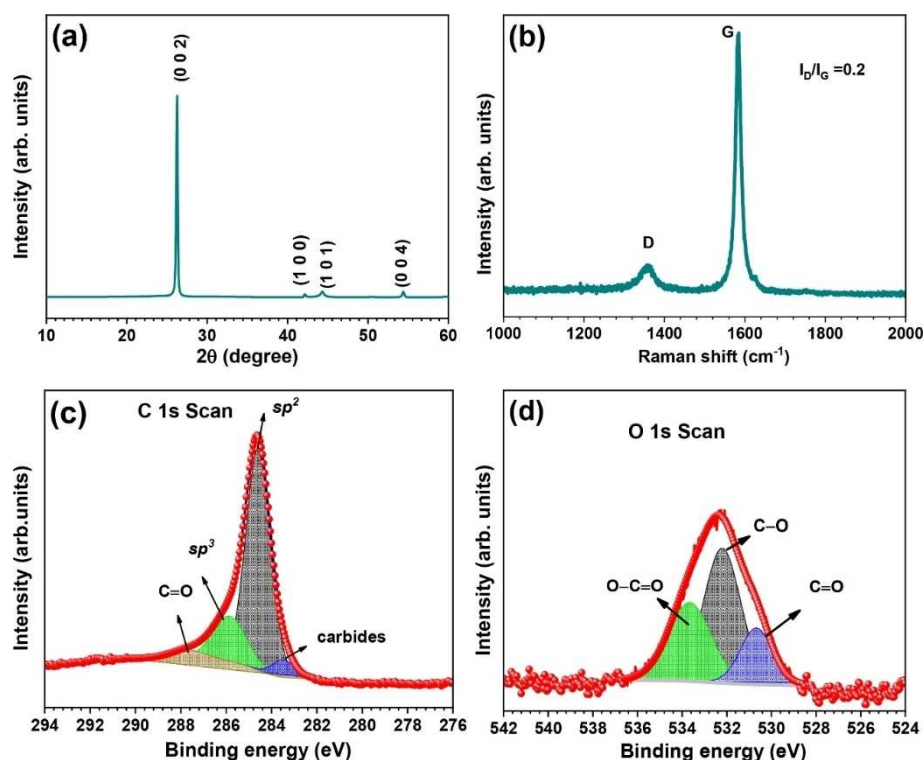 (a)
(0 0 2)
(1 0 0)
(1 0 1)
(0 0 4)
Intensity (arb. units)
10 20 30 40 50 60
2θ (degree)
(b)
G
I_D/I_G =0.2
D
Intensity (arb. units)
1000 1200 1400 1600 1800 2000
Raman shift (cm⁻¹)
(c)
C 1s Scan
sp²
sp³
C=O
carbides
Intensity (arb.units)
294 292 290 288 286 284 282 280 278 276
Binding energy (eV)
(d)
O 1s Scan
C–O
O–C=O
C=O
Intensity (arb. units)
542 540 538 536 534 532 530 528 526 524
Binding energy (eV)